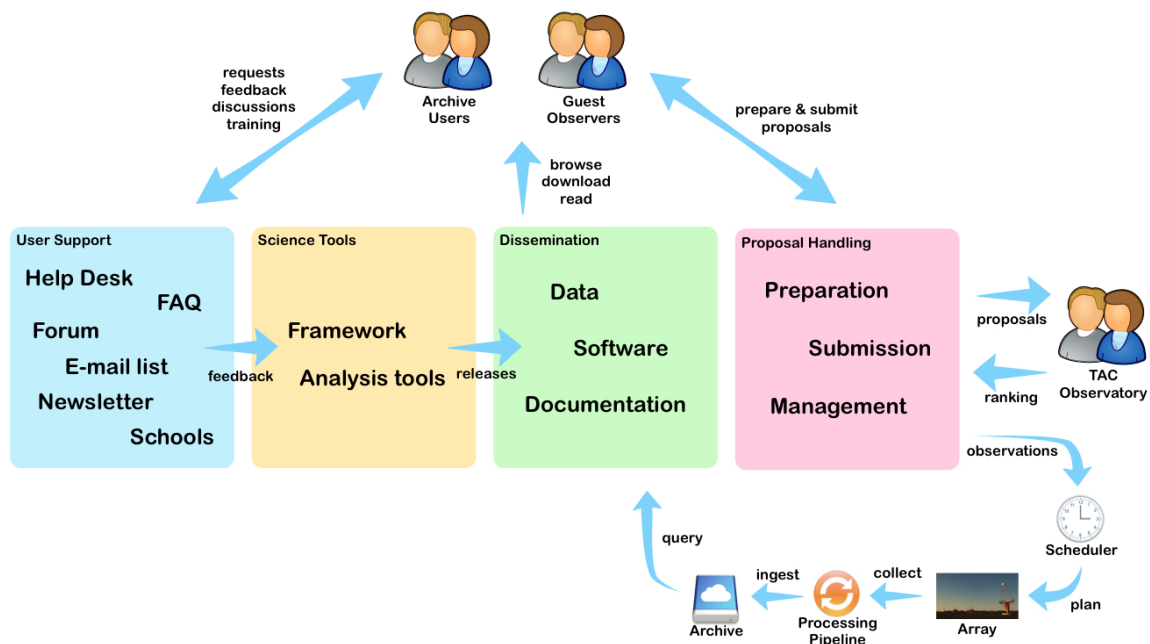 requests
feedback
discussions
training
Archive
Users
Guest
Observers
prepare & submit
proposals
browse
download
read
User Support
Help Desk
FAQ
Forum
E-mail list
Newsletter
Schools
feedback
Science Tools
Framework
Analysis tools
releases
Dissemination
Data
Software
Documentation
Proposal Handling
Preparation
Submission
Management
proposals
ranking
TAC
Observatory
observations
Scheduler
plan
Array
collect
Processing
Pipeline
ingest
Archive
query